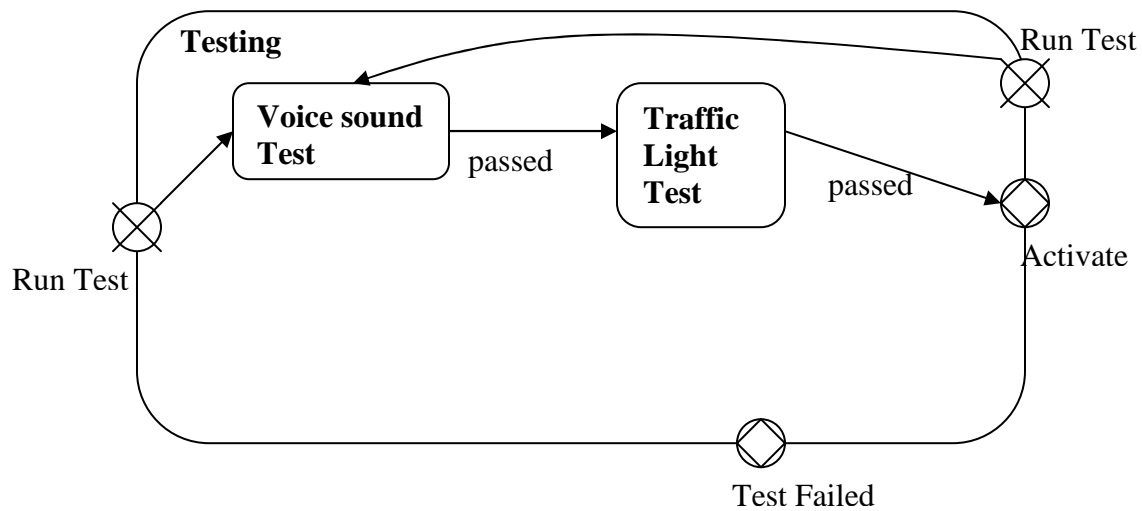 Run Test
Testing
Voice sound
Test
passed
Traffic
Light
Test
passed
Activate
Run Test
Test Failed